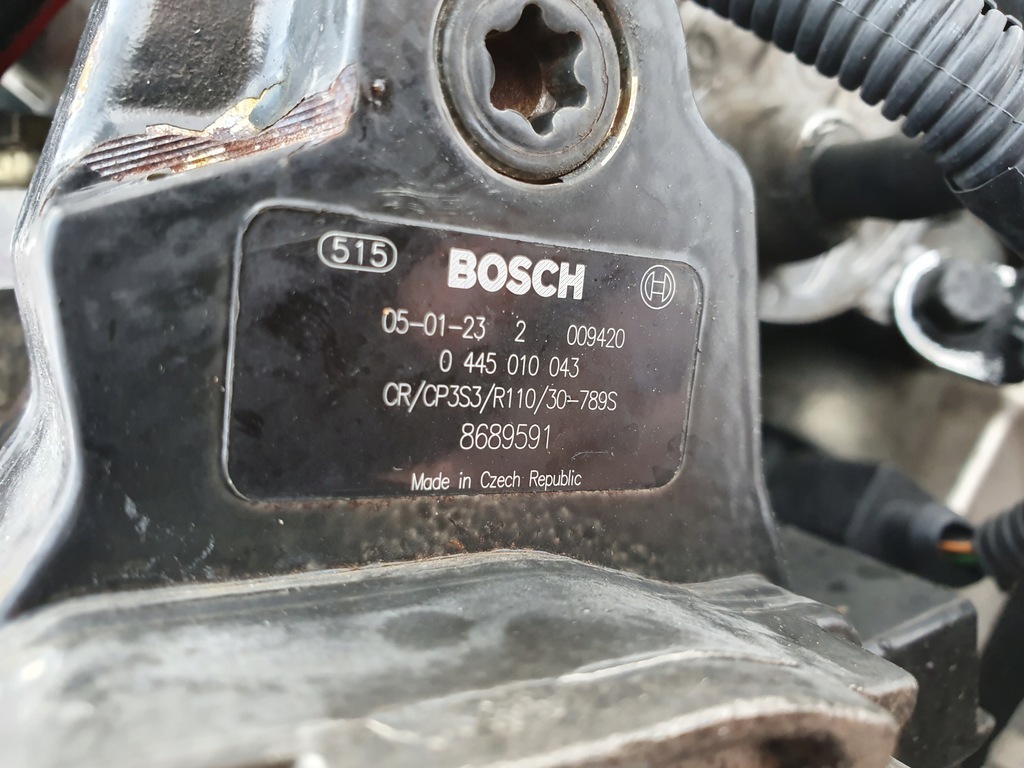 515
BOSCH
05-01-23 2 009420
0 445 010 043
CR/CP3S3/R110/30-789S
8689591
Made in Czech Republic